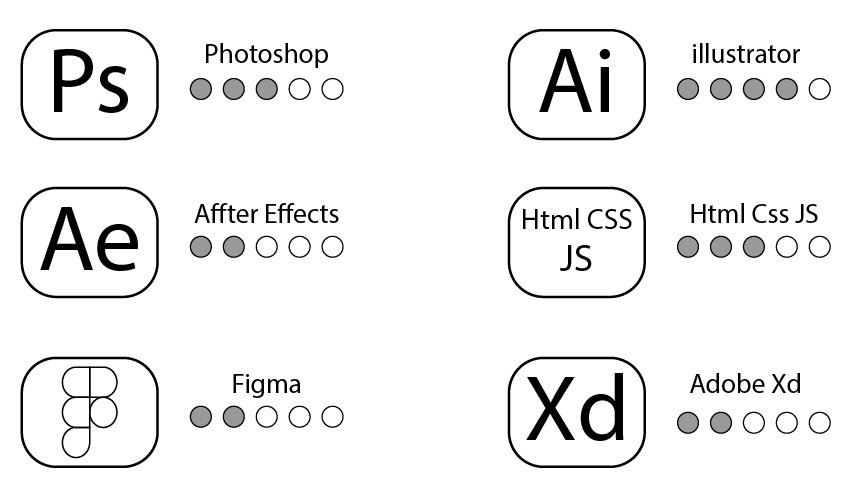 Ps
Photoshop
Ai
illustrator
Ae
Affter Effects
Html CSS
JS
Html Css JS
Figma
Xd
Adobe Xd